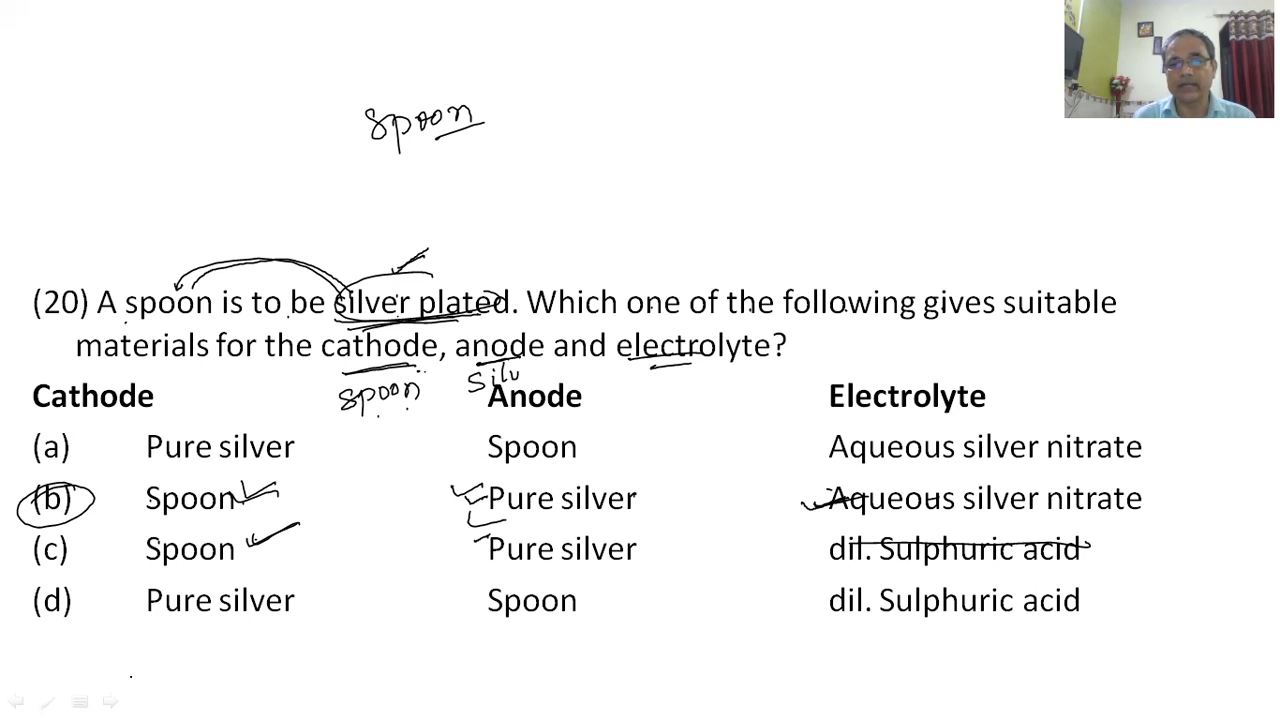 spoon
(20) A spoon is to be silver plated. Which one of the following gives suitable
materials for the cathode, anode and electrolyte?
spoon silv
Cathode Anode Electrolyte
(a) Pure silver Spoon Aqueous silver nitrate
(b) Spoon Pure silver Aqueous silver nitrate
(c) Spoon Pure silver dil. Sulphuric acid
(d) Pure silver Spoon dil. Sulphuric acid